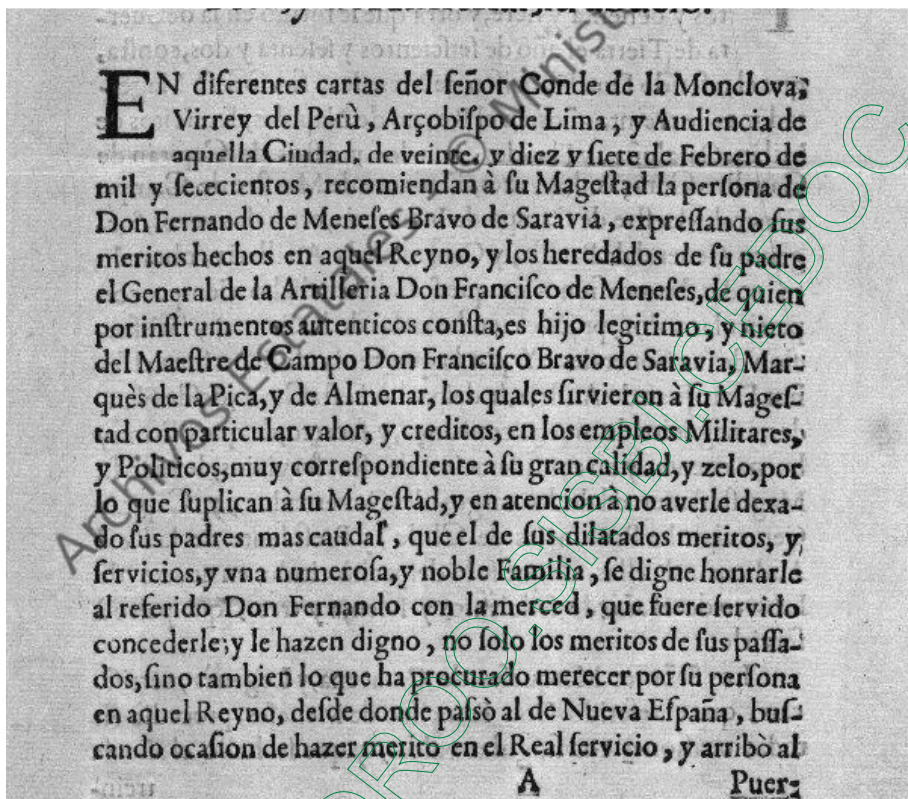 EN diferentes cartas del ſeñor Conde de la Monclova,
Virrey del Perù, Arçobiſpo de Lima, y Audiencia de
aquella Ciudad, de veinte, y diez y ſiete de Febrero de
mil y ſetecientos, recomiendan à ſu Mageſtad la perſona de
Don Fernando de Meneſes Bravo de Saravia, expreſſando ſus
meritos hechos en aquel Reyno, y los heredados de ſu padre
el General de la Artilleria Don Franciſco de Meneſes, de quien
por inſtrumentos autenticos conſta, es hijo legitimo, y nieto
del Maeſtre de Campo Don Franciſco Bravo de Saravia, Mar-
quès de la Pica, y de Almenar, los quales ſirvieron à ſu Mageſ-
tad con particular valor, y creditos, en los empleos Militares,
y Politicos, muy correſpondiente à ſu gran calidad, y zelo, por
lo que ſuplican à ſu Mageſtad, y en atencion à no averle dexa-
do ſus padres mas caudal, que el de ſus dilatados meritos, y
ſervicios, y vna numeroſa, y noble Familia, ſe digne honrarle
al referido Don Fernando con la merced, que fuere ſervido
concederle; y le hazen digno, no ſolo los meritos de ſus paſſa-
dos, ſino tambien lo que ha procurado merecer por ſu perſona
en aquel Reyno, deſde donde paſsò al de Nueva Eſpaña, buſ-
cando ocaſion de hazer merito en el Real ſervicio, y arribò al
A Puer-
Archivos Estatales - © Minist
OROO.SISBI.CEDOC